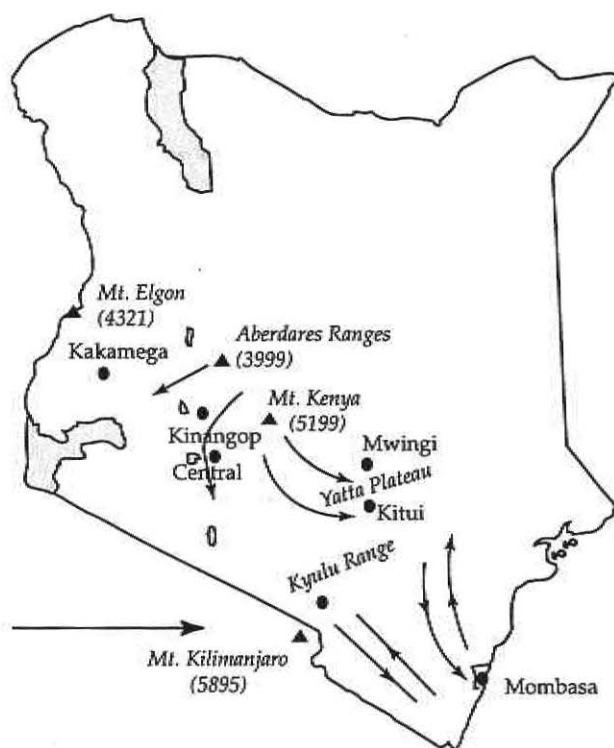 Mt. Elgon
(4321)
Kakamega
Aberdares Ranges
(3999)
Mt. Kenya
(5199)
Kinangop
Central
Mwingi
Yatta Plateau
Kitui
Kyulu Range
Mt. Kilimanjaro
(5895)
Mombasa